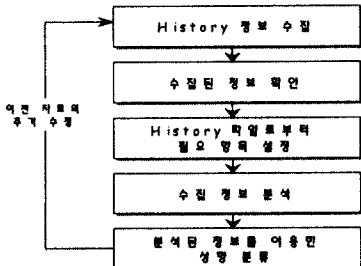 History 정보 수집
수집된 정보 확인
이전 자료의
추가 수정
History 파일로부터
필요 항목 설정
수집 정보 분석
분석된 정보를 이용한
성향 분류